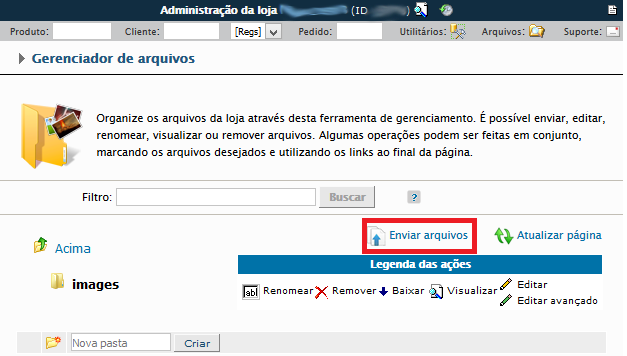 Administração da loja (ID )
Produto: Cliente: [Regs] Pedido: Utilitários: Arquivos: Suporte:
Gerenciador de arquivos
Organize os arquivos da loja através desta ferramenta de gerenciamento. É possível enviar, editar,
renomear, visualizar ou remover arquivos. Algumas operações podem ser feitas em conjunto,
marcando os arquivos desejados e utilizando os links ao final da página.
Filtro: Buscar ?
Enviar arquivos Atualizar página
Acima
Legenda das ações
images
abl Renomear Remover Baixar Visualizar Editar
Editar avançado
Nova pasta Criar